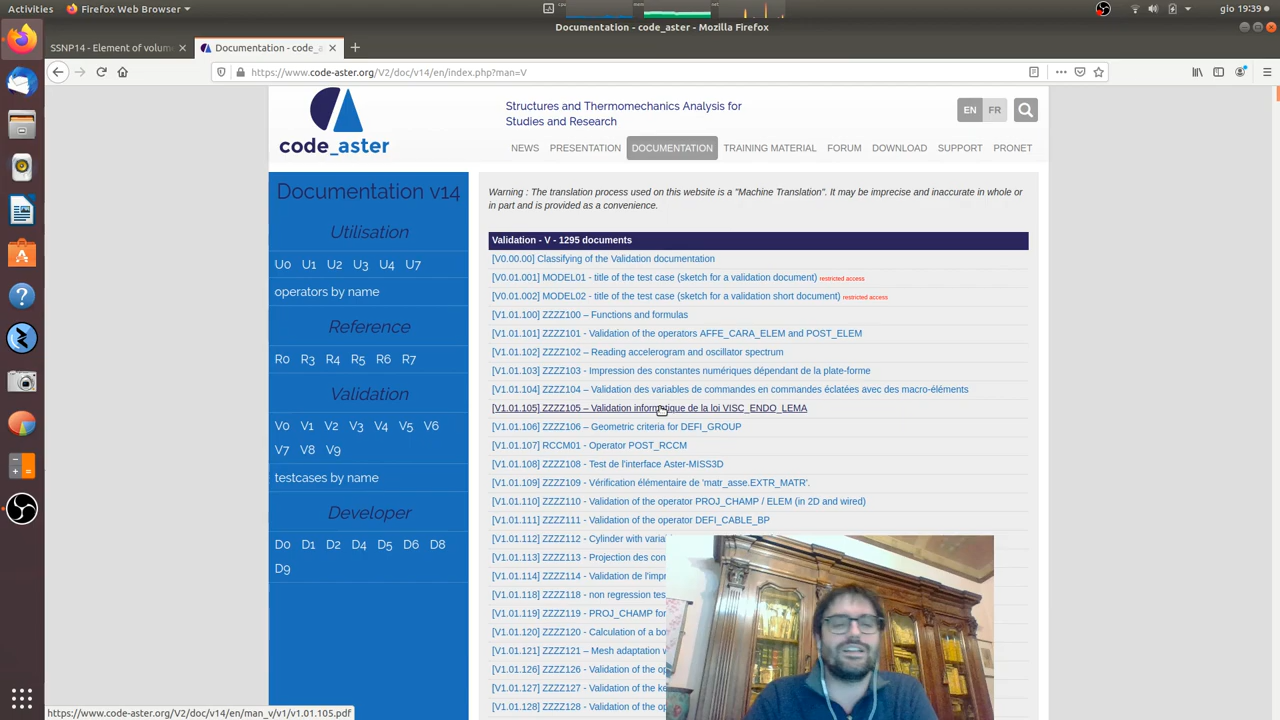 Activities
Firefox Web Browser
gio 19:39
Documentation - code_aster - Mozilla Firefox
SSNP14 - Element of volum
Documentation - code_a
https://www.code-aster.org/V2/doc/v14/en/index.php?man=V
code_aster
Structures and Thermomechanics Analysis for
Studies and Research
EN FR
NEWS PRESENTATION DOCUMENTATION TRAINING MATERIAL FORUM DOWNLOAD SUPPORT PRONET
Documentation v14
Utilisation
U0 U1 U2 U3 U4 U7
operators by name
Reference
R0 R3 R4 R5 R6 R7
Validation
V0 V1 V2 V3 V4 V5 V6
V7 V8 V9
testcases by name
Developer
D0 D1 D2 D4 D5 D6 D8
D9
Warning : The translation process used on this website is a "Machine Translation". It may be imprecise and inaccurate in whole or
in part and is provided as a convenience.
Validation - V - 1295 documents
[V0.00.00] Classifying of the Validation documentation
[V0.01.001] MODEL01 - title of the test case (sketch for a validation document) restricted access
[V0.01.002] MODEL02 - title of the test case (sketch for a validation short document) restricted access
[V1.01.100] ZZZZ100 – Functions and formulas
[V1.01.101] ZZZZ101 - Validation of the operators AFFE_CARA_ELEM and POST_ELEM
[V1.01.102] ZZZZ102 – Reading accelerogram and oscillator spectrum
[V1.01.103] ZZZZ103 - Impression des constantes numériques dépendant de la plate-forme
[V1.01.104] ZZZZ104 – Validation des variables de commandes en commandes éclatées avec des macro-éléments
[V1.01.105] ZZZZ105 – Validation informatique de la loi VISC_ENDO_LEMA
[V1.01.106] ZZZZ106 – Geometric criteria for DEFI_GROUP
[V1.01.107] RCCM01 - Operator POST_RCCM
[V1.01.108] ZZZZ108 - Test de l'interface Aster-MISS3D
[V1.01.109] ZZZZ109 - Vérification élémentaire de 'matr_asse.EXTR_MATR'.
[V1.01.110] ZZZZ110 - Validation of the operator PROJ_CHAMP / ELEM (in 2D and wired)
[V1.01.111] ZZZZ111 - Validation of the operator DEFI_CABLE_BP
[V1.01.112] ZZZZ112 - Cylinder with varia
[V1.01.113] ZZZZ113 - Projection des con
[V1.01.114] ZZZZ114 - Validation de l'impr
[V1.01.118] ZZZZ118 - non regression tes
[V1.01.119] ZZZZ119 - PROJ_CHAMP for
[V1.01.120] ZZZZ120 - Calculation of a bo
[V1.01.121] ZZZZ121 – Mesh adaptation w
[V1.01.126] ZZZZ126 - Validation of the op
[V1.01.127] ZZZZ127 - Validation of the ke
[V1.01.128] ZZZZ128 - Validation of the op
https://www.code-aster.org/V2/doc/v14/en/man_v/v1/v1.01.105.pdf